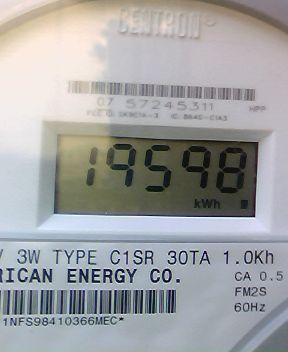 CENTRON®
07 57245311 HPP
19598
kWh
V 3W TYPE C1SR 30TA 1.0Kh
RICAN ENERGY CO. CA 0.5
FM2S
60Hz
1NFS98410366MEC*